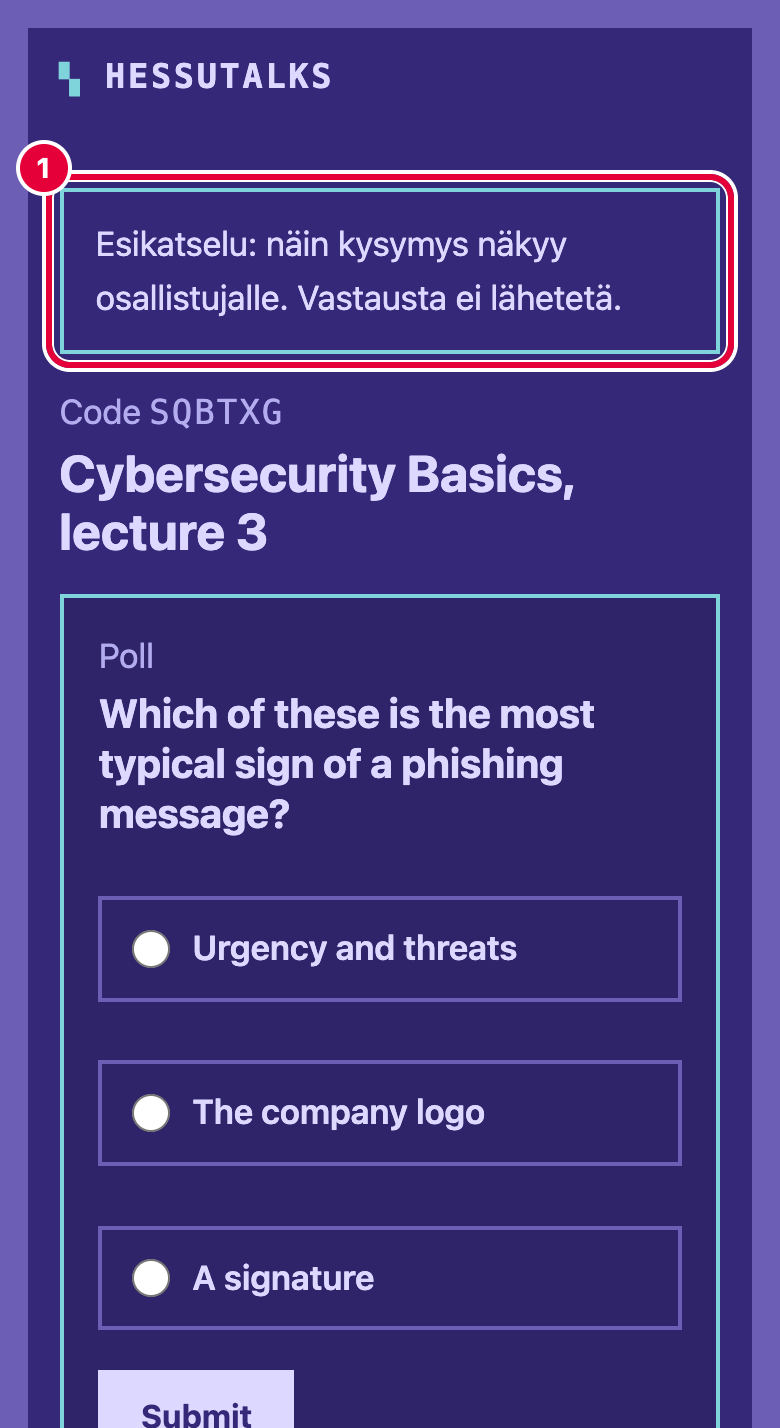 HESSUTALKS
1
Esikatselu: näin kysymys näkyy
osallistujalle. Vastausta ei lähetetä.
Code SQBTXG
Cybersecurity Basics,
lecture 3
Poll
Which of these is the most
typical sign of a phishing
message?
Urgency and threats
The company logo
A signature
Submit